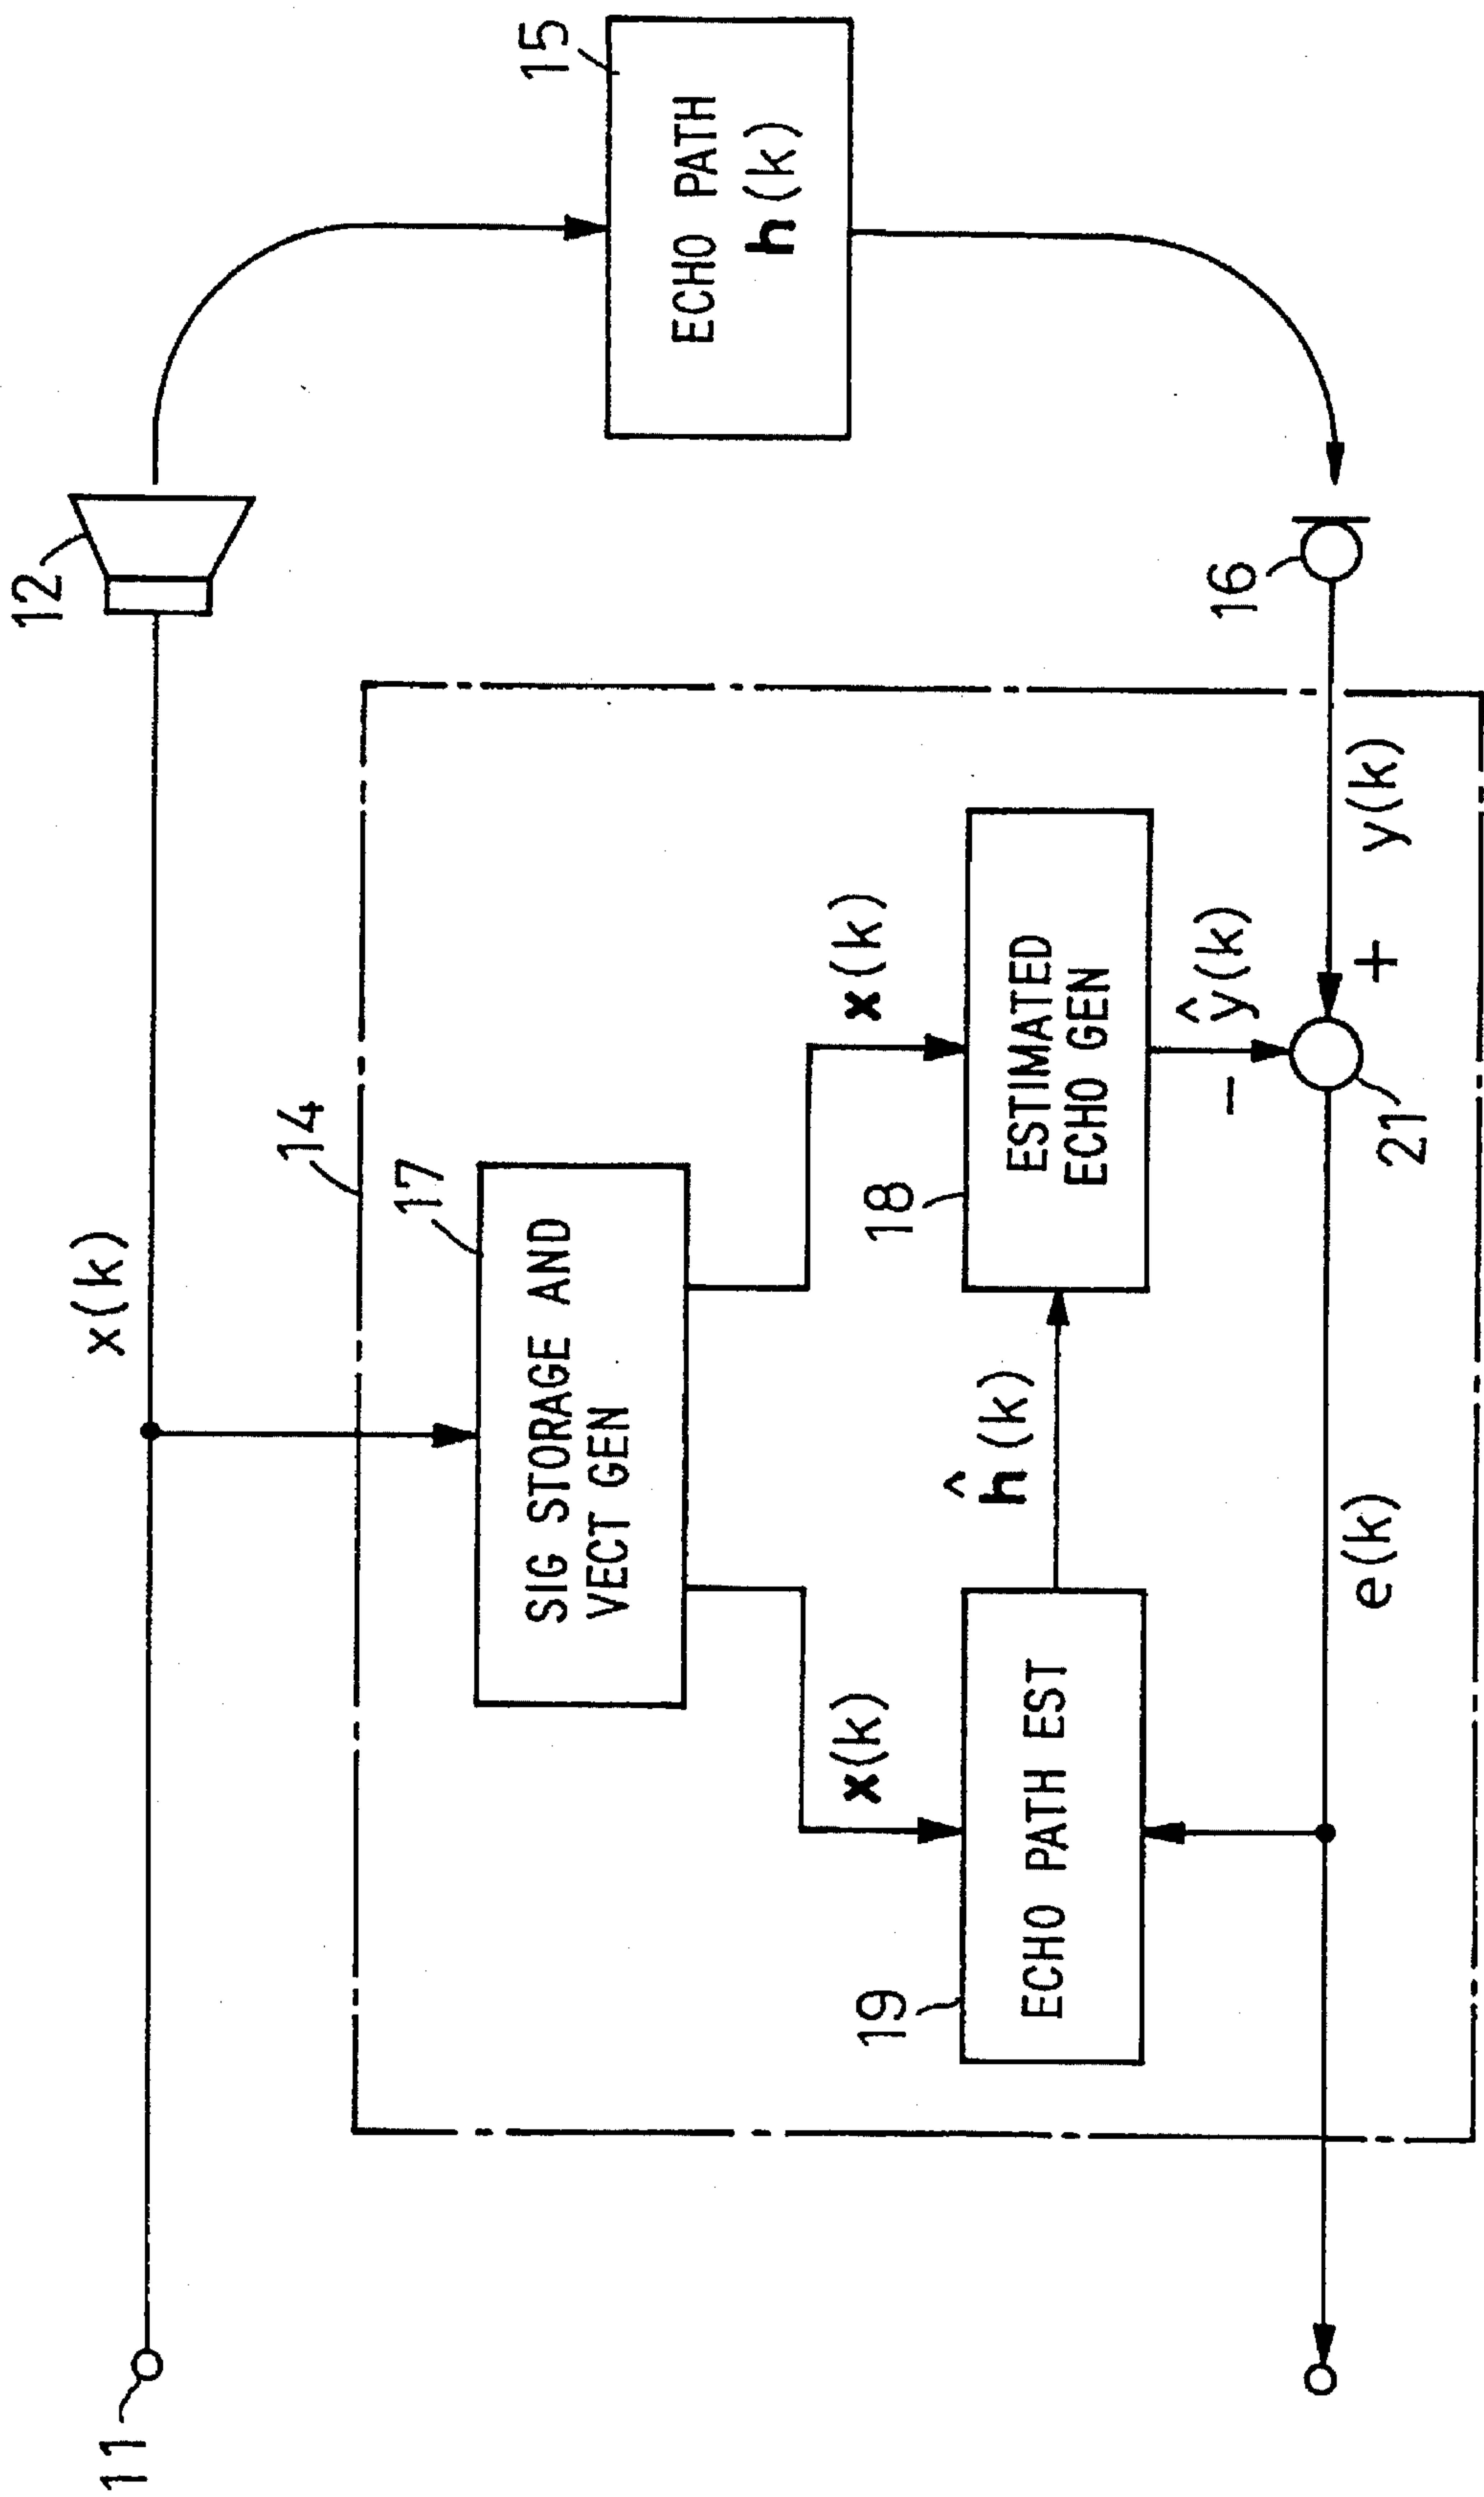 12
15
x(k)
ECHO PATH
h(k)
14
17
SIG STORAGE AND
VECT GEN
x(k)
x(k)
19
ECHO PATH EST
ĥ(k)
18
ESTIMATED
ECHO GEN
ŷ(k)
−
16
11
e(k)
21
+
y(k)